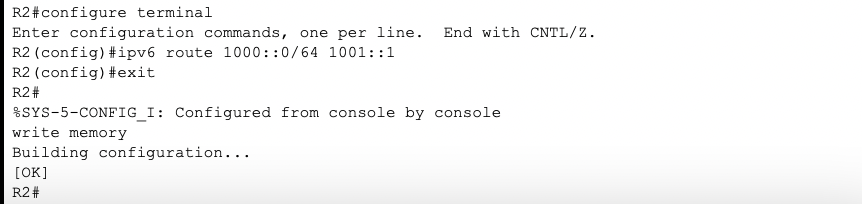 R2#configure terminal
Enter configuration commands, one per line.  End with CNTL/Z.
R2(config)#ipv6 route 1000::0/64 1001::1
R2(config)#exit
R2#
%SYS-5-CONFIG_I: Configured from console by console
write memory
Building configuration...
[OK]
R2#